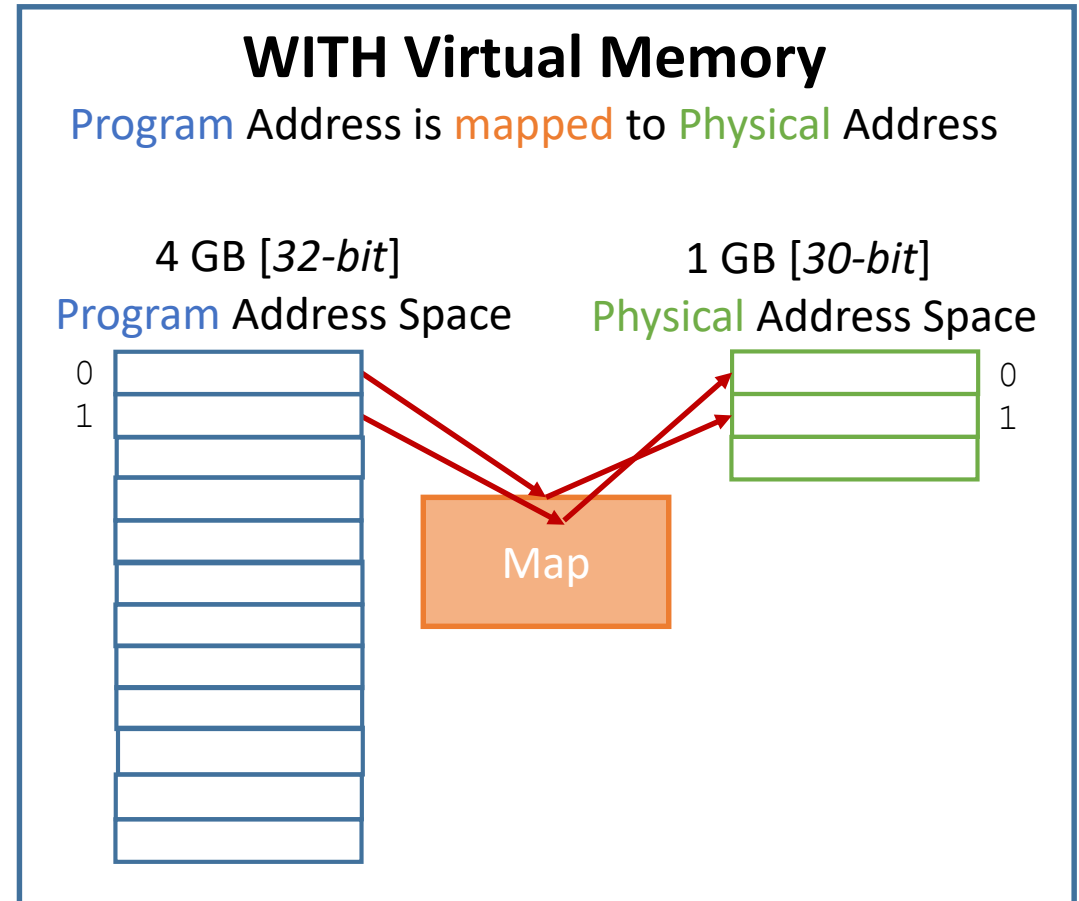 WITH Virtual Memory
Program Address is mapped to Physical Address
4 GB [32-bit]
Program Address Space
1 GB [30-bit]
Physical Address Space
0
1
0
1
Map